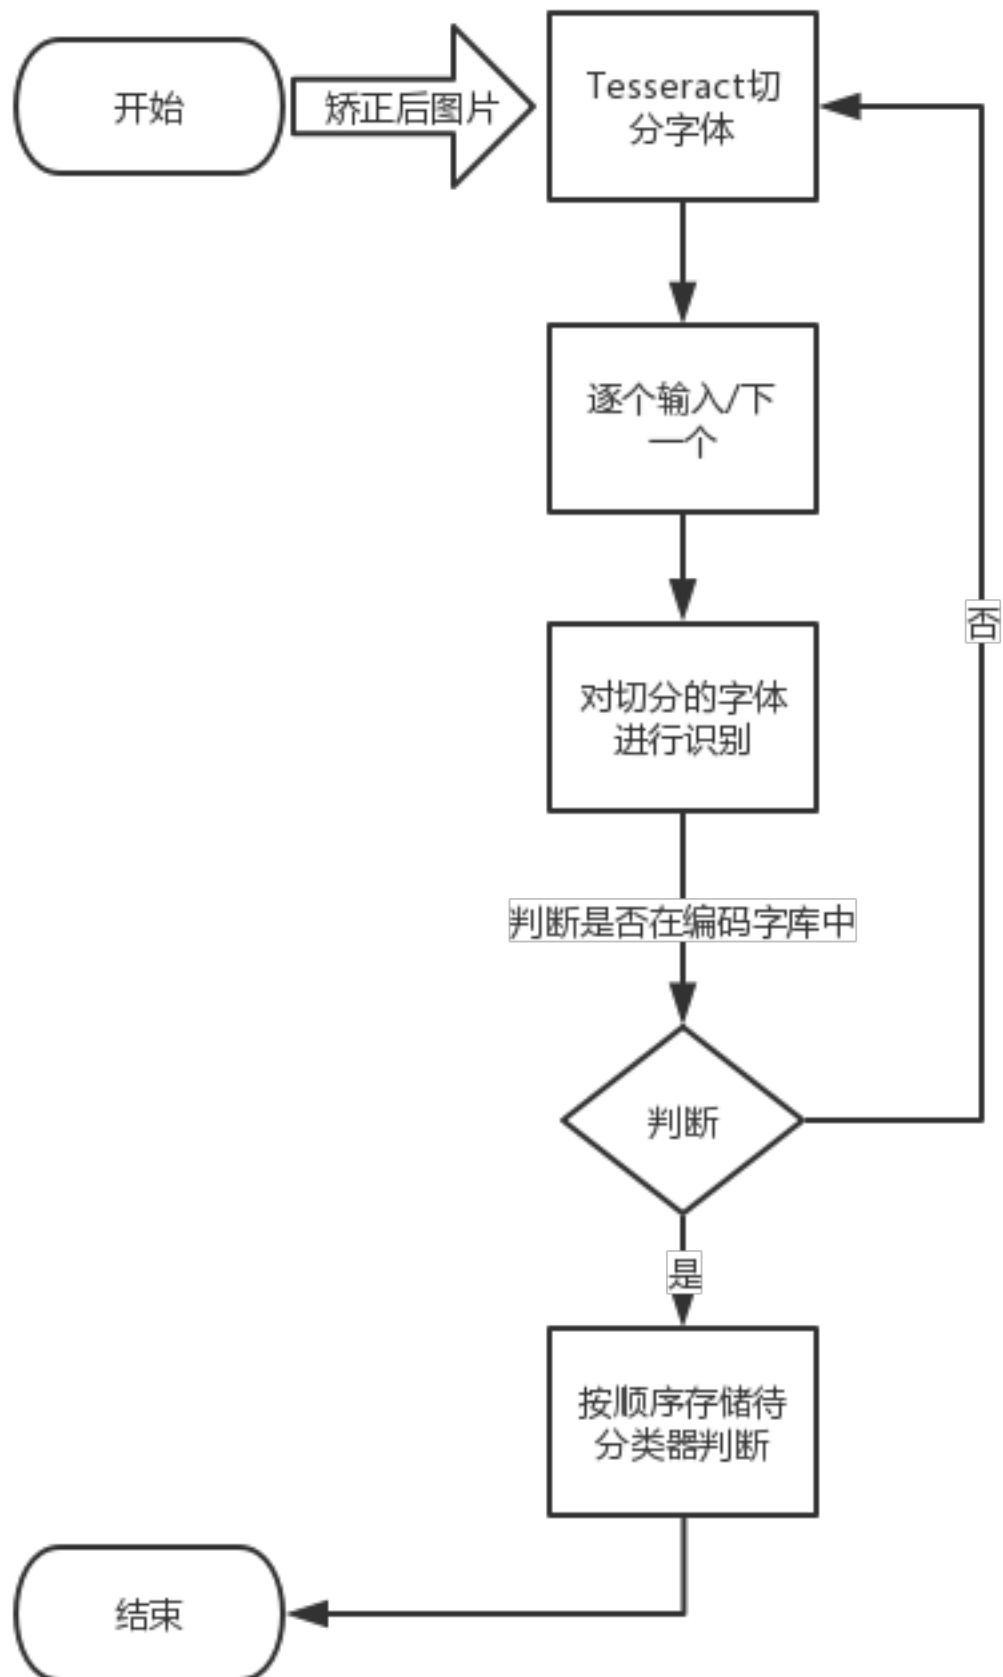 开始
矫正后图片
Tesseract切
分字体
逐个输入/下
一个
否
对切分的字体
进行识别
判断是否在编码字库中
判断
是
按顺序存储待
分类器判断
结束